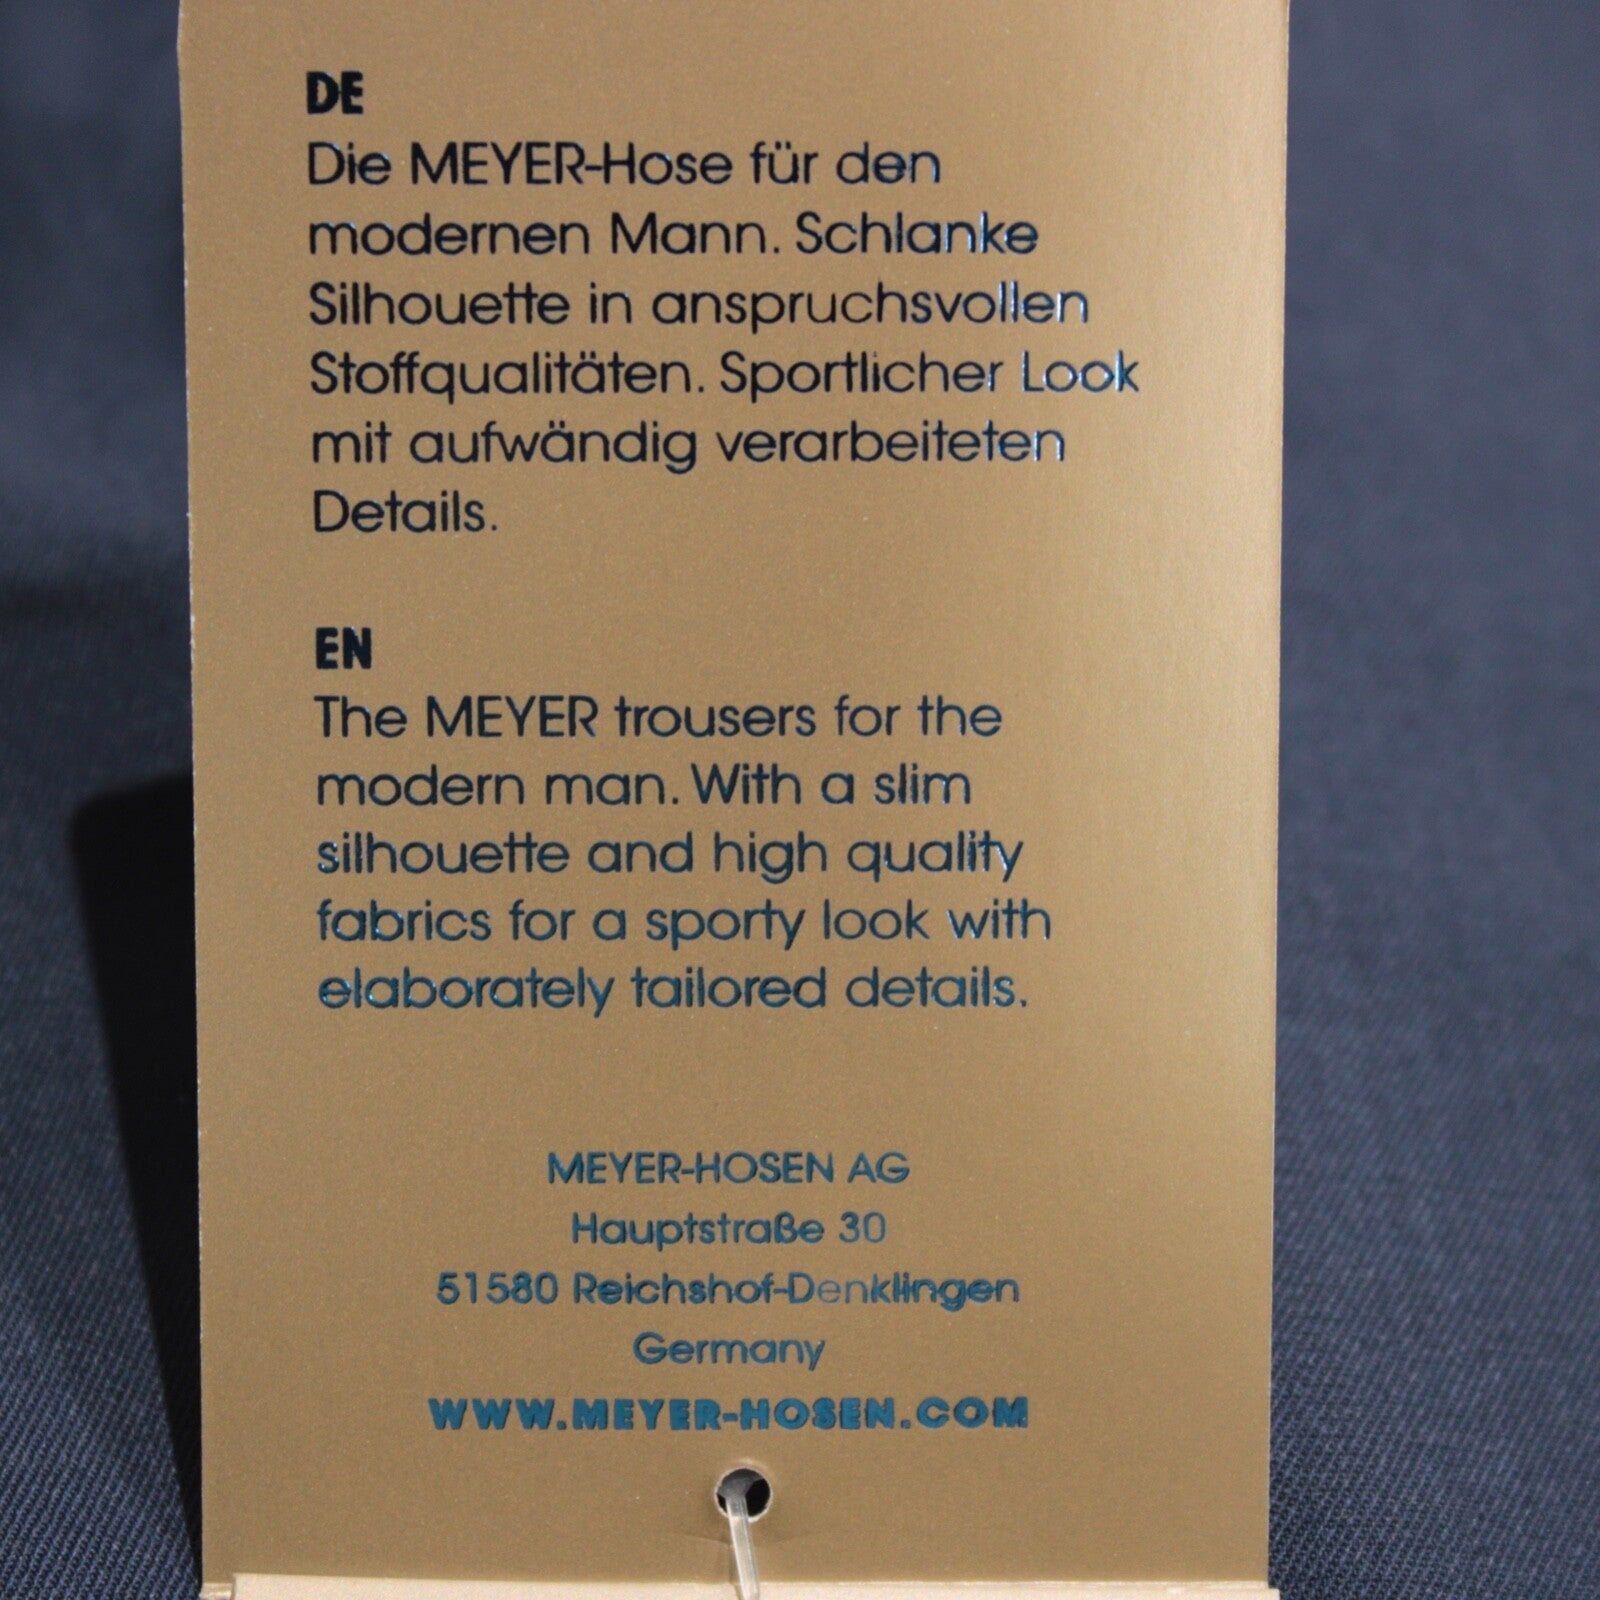 DE
Die MEYER-Hose für den
modernen Mann. Schlanke
Silhouette in anspruchsvollen
Stoffqualitäten. Sportlicher Look
mit aufwändig verarbeiteten
Details.
EN
The MEYER trousers for the
modern man. With a slim
silhouette and high quality
fabrics for a sporty look with
elaborately tailored details.
MEYER-HOSEN AG
Hauptstraße 30
51580 Reichshof-Denklingen
Germany
WWW.MEYER-HOSEN.COM